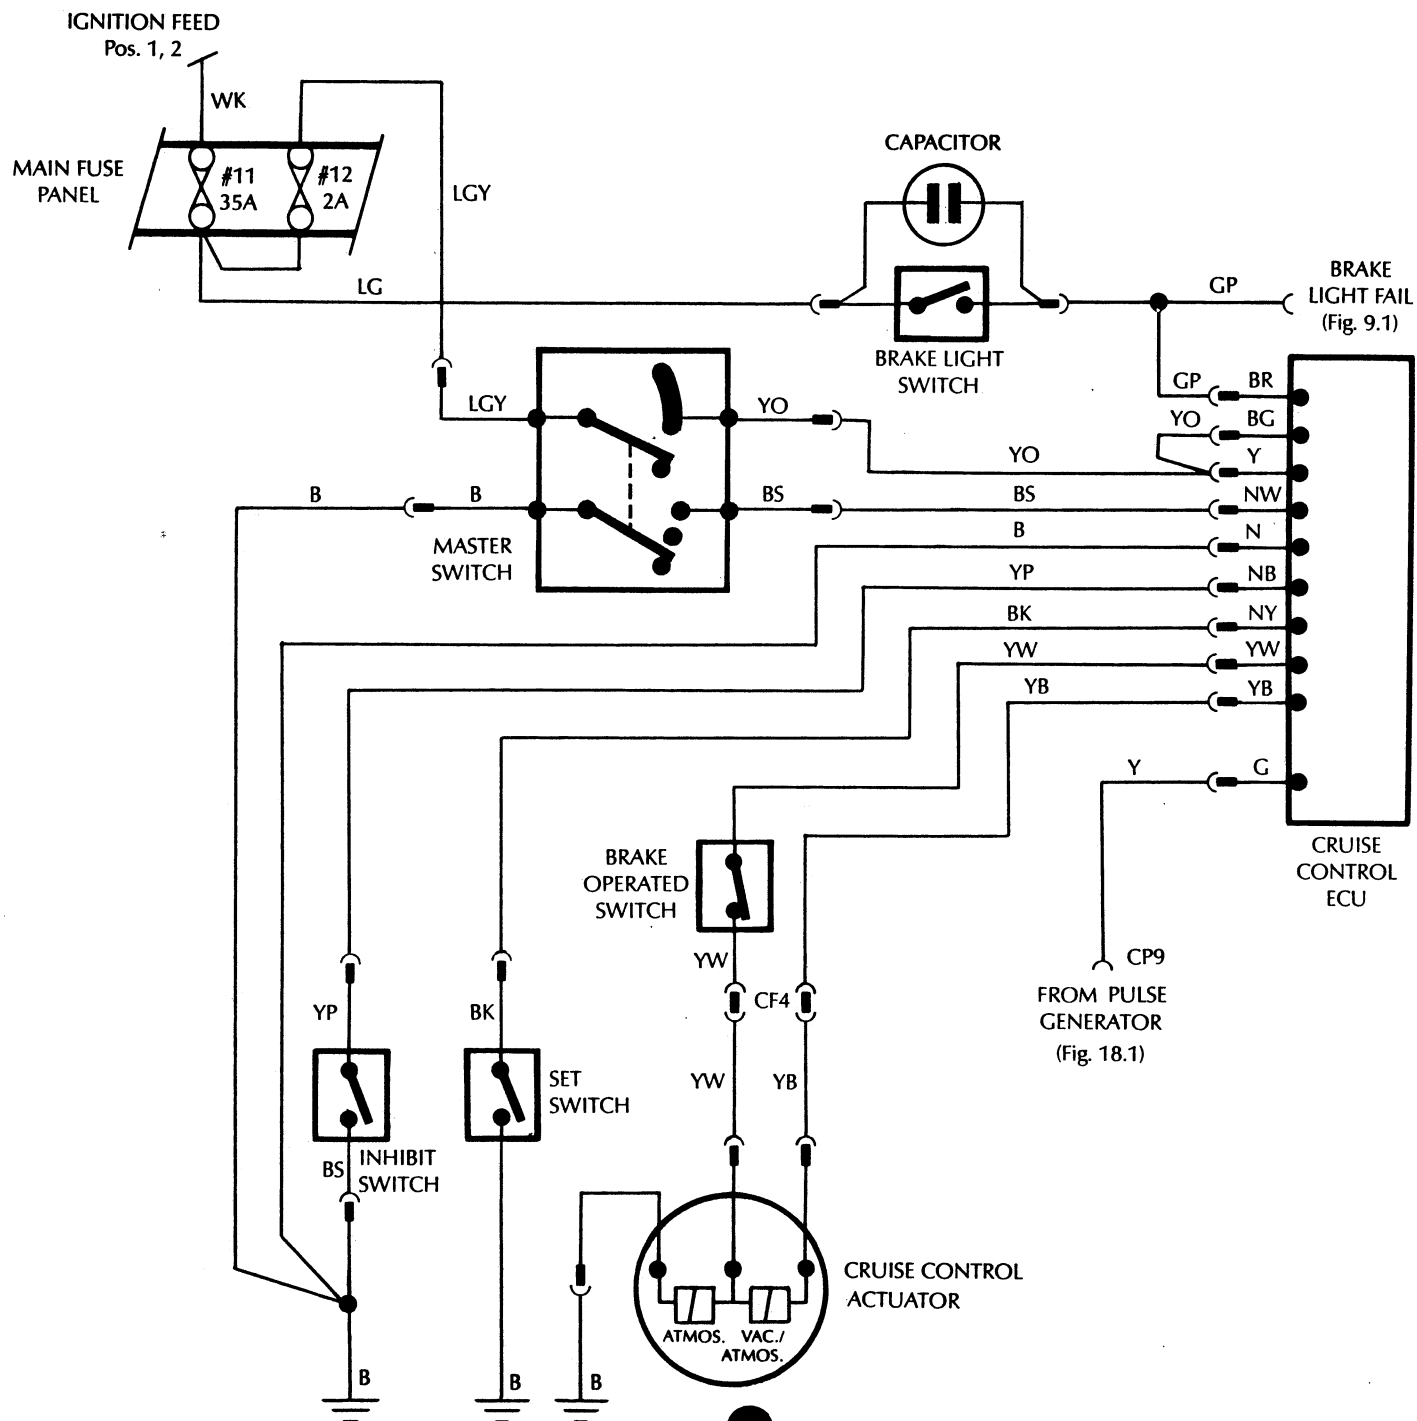 IGNITION FEED
Pos. 1, 2
WK
MAIN FUSE
PANEL
#11
35A
#12
2A
LGY
CAPACITOR
LG
GP
BRAKE
LIGHT FAIL
(Fig. 9.1)
BRAKE LIGHT
SWITCH
GP
BR
LGY
YO
YO
BG
YO
Y
B
B
BS
BS
NW
MASTER
SWITCH
B
N
YP
NB
BK
NY
YW
YW
YB
YB
Y
G
BRAKE
OPERATED
SWITCH
CRUISE
CONTROL
ECU
YW
CP9
FROM PULSE
GENERATOR
(Fig. 18.1)
YP
BK
CF4
SET
SWITCH
YW
YB
BS
INHIBIT
SWITCH
CRUISE CONTROL
ACTUATOR
ATMOS.
VAC./
ATMOS.
B
B
B